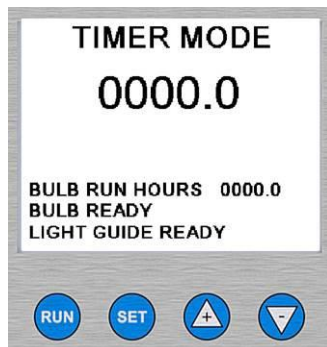 TIMER MODE
0000.0
BULB RUN HOURS 0000.0
BULB READY
LIGHT GUIDE READY
RUN SET + -